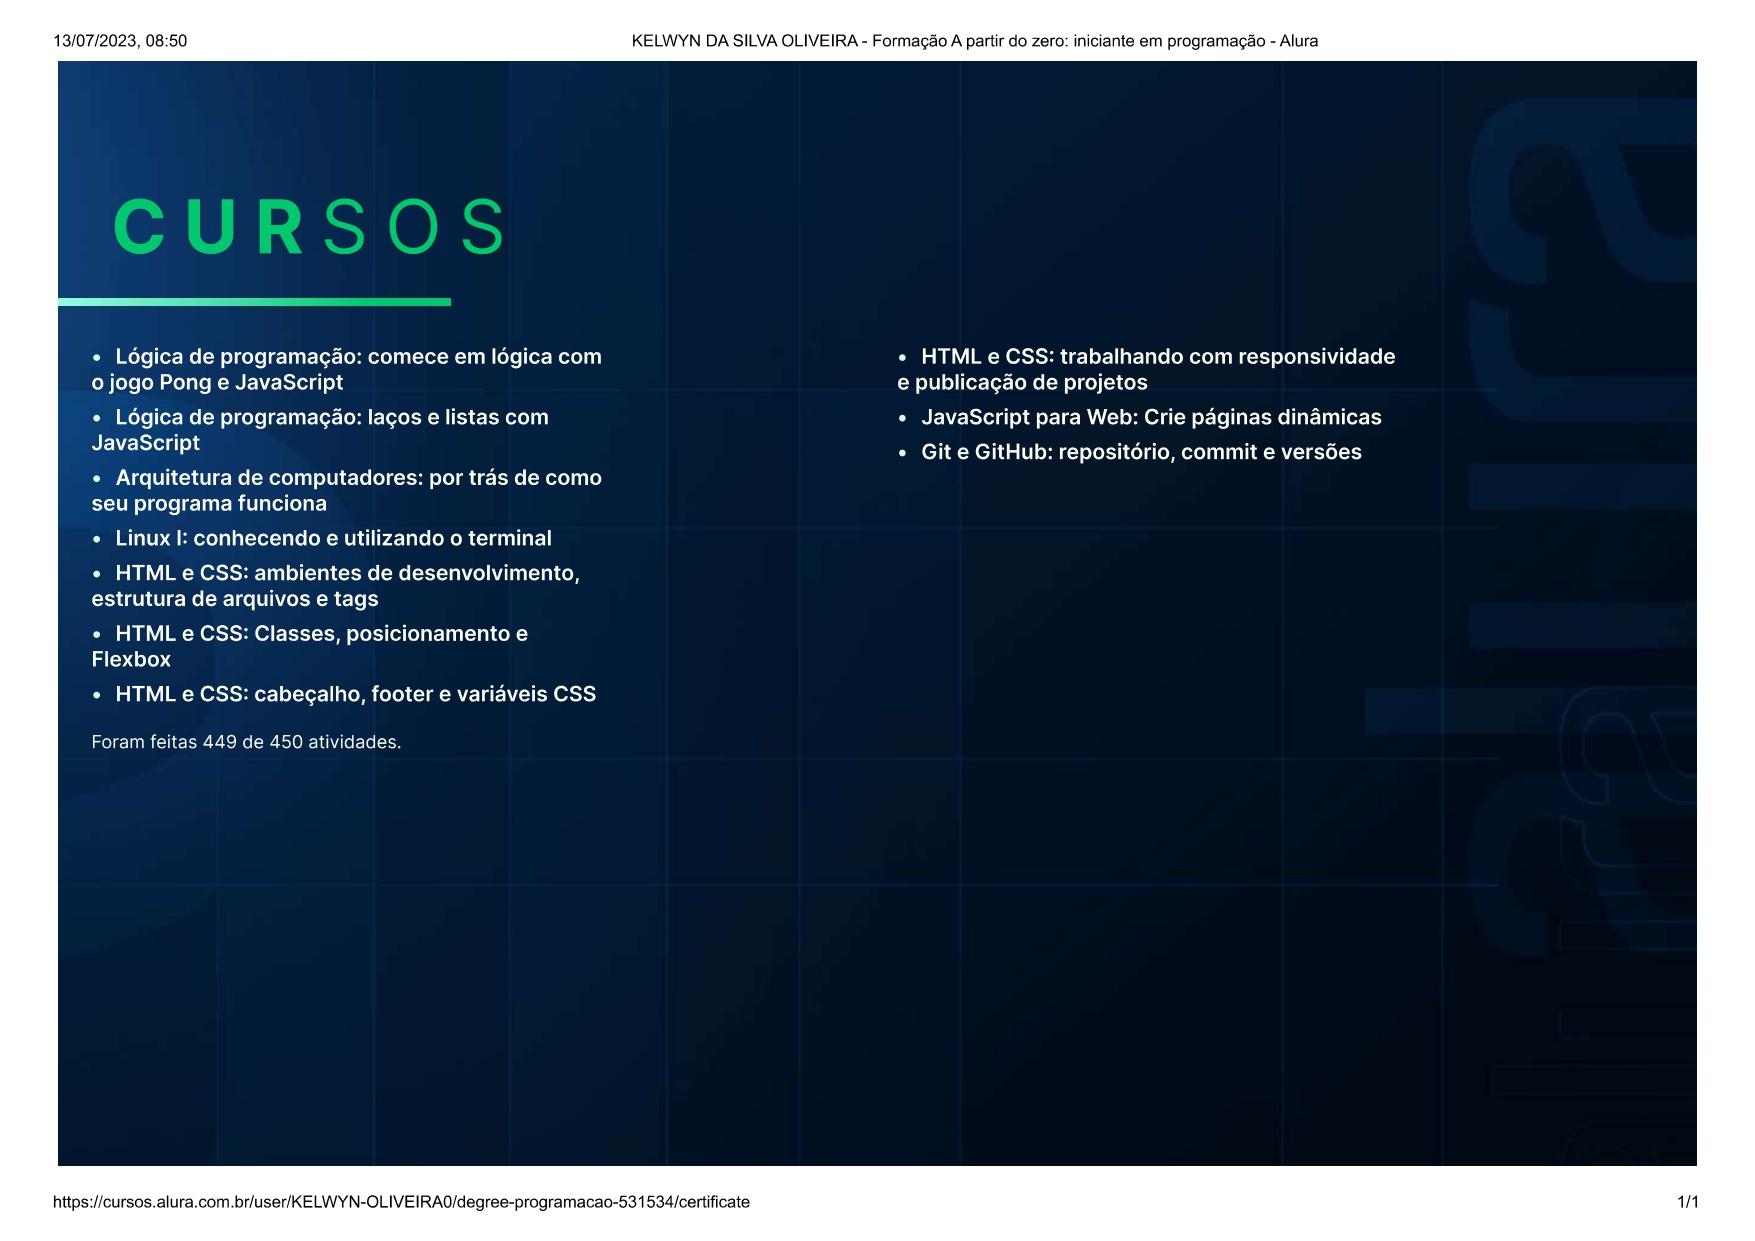 13/07/2023, 08:50
KELWYN DA SILVA OLIVEIRA - Formação A partir do zero: iniciante em programação - Alura
CURSOS
• Lógica de programação: comece em lógica com
o jogo Pong e JavaScript
• Lógica de programação: laços e listas com
JavaScript
• Arquitetura de computadores: por trás de como
seu programa funciona
• Linux I: conhecendo e utilizando o terminal
• HTML e CSS: ambientes de desenvolvimento,
estrutura de arquivos e tags
• HTML e CSS: Classes, posicionamento e
Flexbox
• HTML e CSS: cabeçalho, footer e variáveis CSS
Foram feitas 449 de 450 atividades.
• HTML e CSS: trabalhando com responsividade
e publicação de projetos
• JavaScript para Web: Crie páginas dinâmicas
• Git e GitHub: repositório, commit e versões
alura
https://cursos.alura.com.br/user/KELWYN-OLIVEIRA0/degree-programacao-531534/certificate
1/1